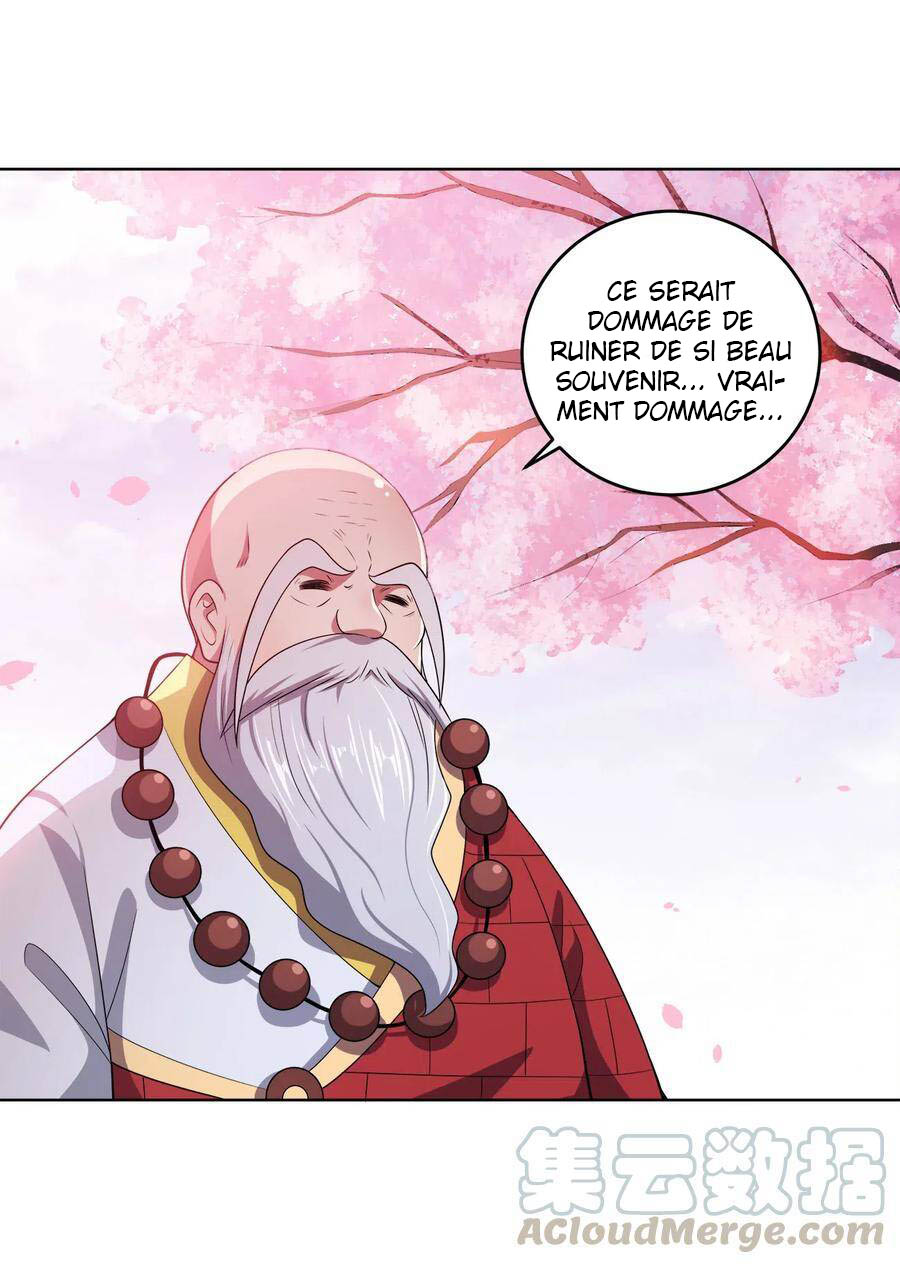 CE SERAIT
DOMMAGE DE
RUINER DE SI BEAU
SOUVENIR... VRAI-
MENT DOMMAGE...
集云数据
ACloudMerge.com